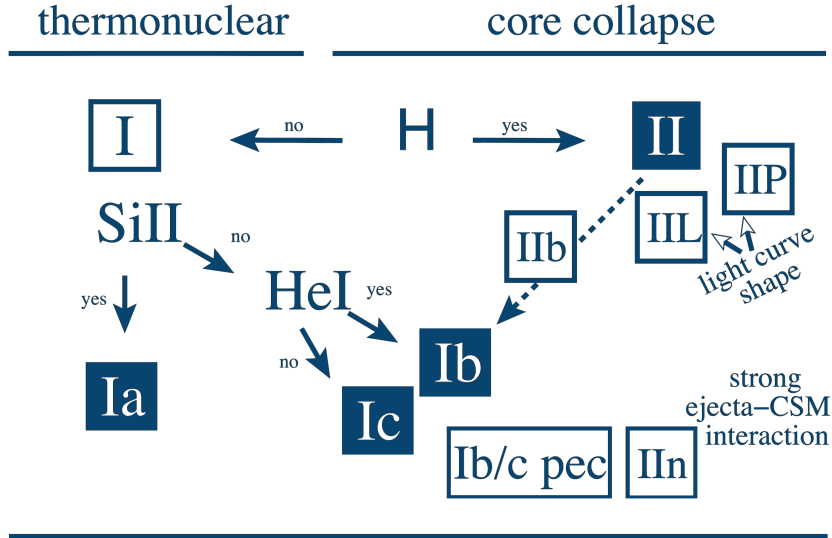 thermonuclear
core collapse
I
no
H
yes
II
IIP
SiII
no
IIb
IIL
light curve
shape
yes
HeI
yes
no
Ib
Ia
Ic
strong
ejecta–CSM
interaction
Ib/c pec
IIn